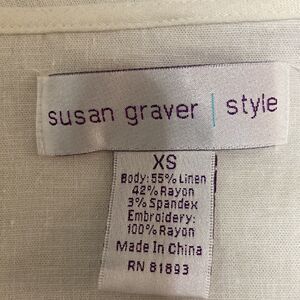 susan graver | style
XS
Body: 55% Linen
42% Rayon
3% Spandex
Embroidery:
100% Rayon
Made In China
RN 81893